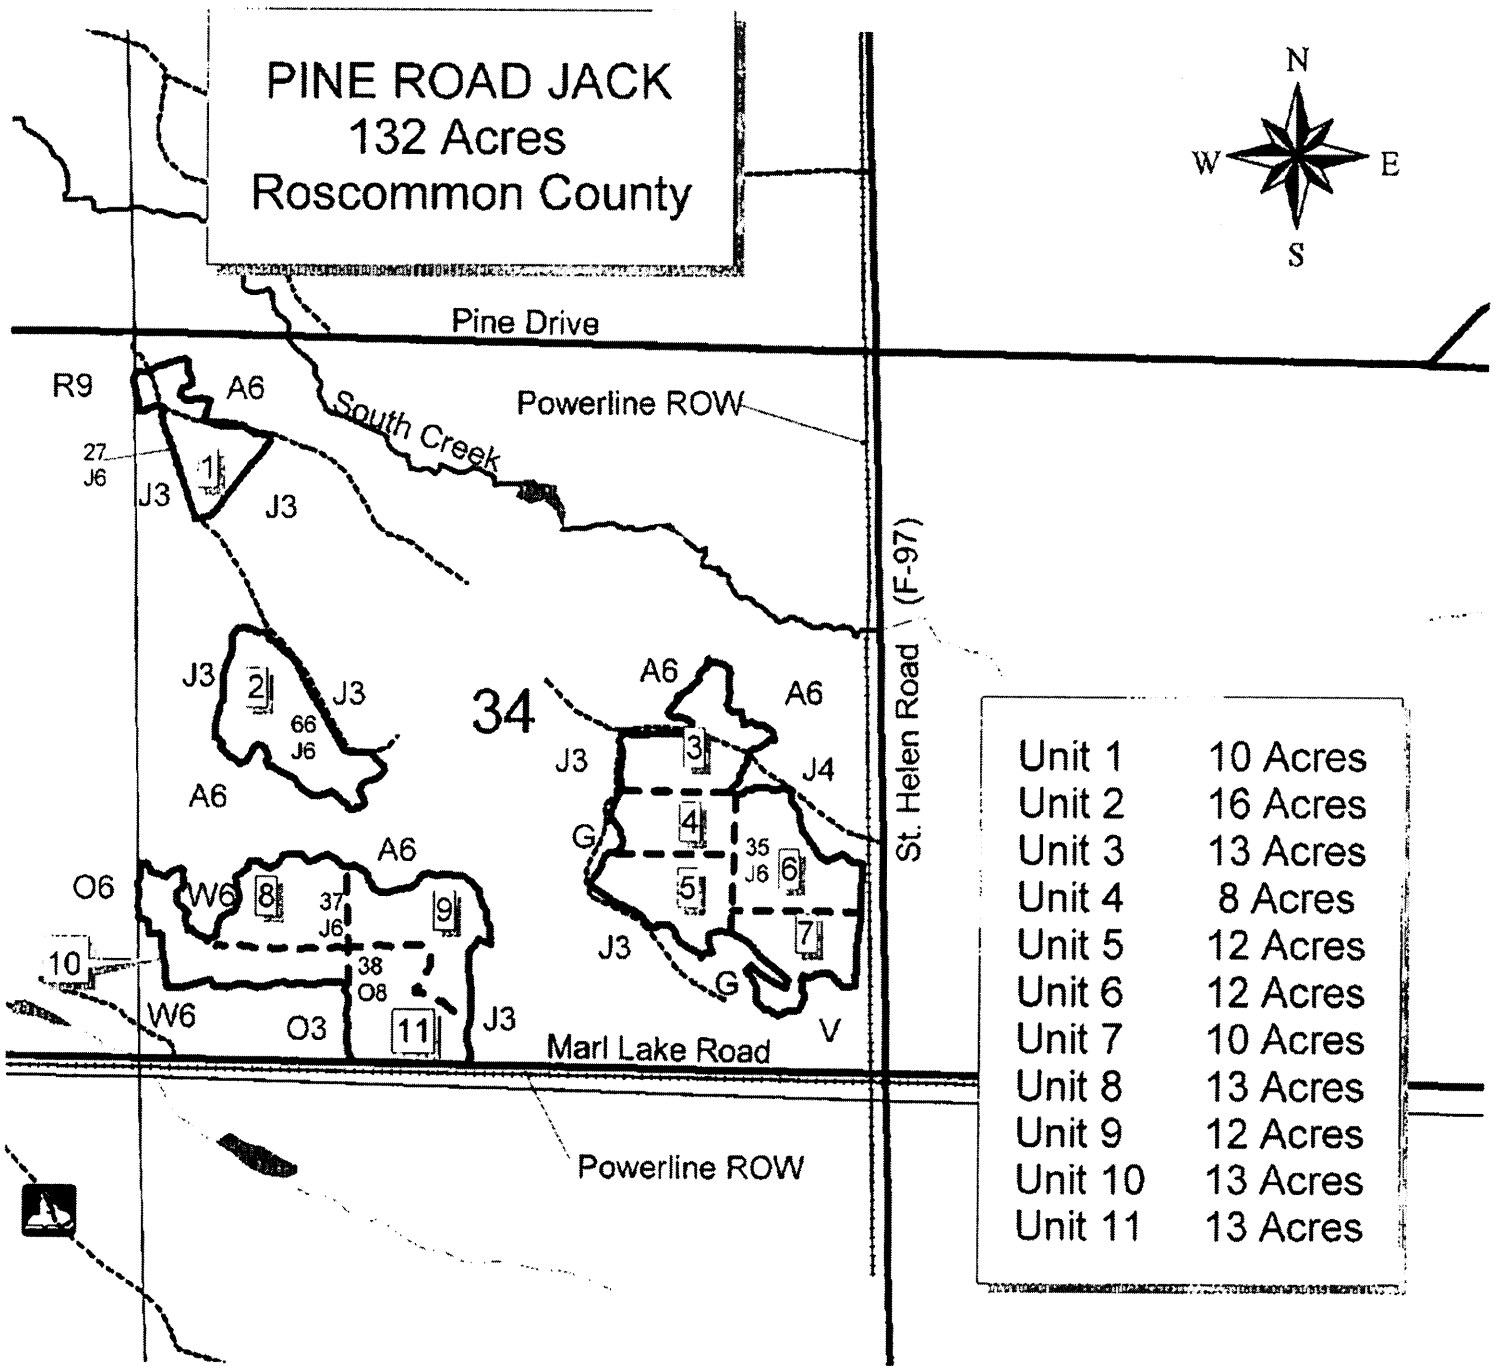 PINE ROAD JACK
132 Acres
Roscommon County
N
W E
S
Pine Drive
R9
A6
South Creek
Powerline ROW
27
J6
1
J3
J3
St. Helen Road (F-97)
J3
2
J3
66
J6
A6
34
A6
A6
J3
3
J4
G
4
35
J6
6
5
7
J3
G
V
A6
O6
W6
8
37
J6
9
10
38
O8
W6
O3
11
J3
Marl Lake Road
Powerline ROW
Unit 1 10 Acres
Unit 2 16 Acres
Unit 3 13 Acres
Unit 4 8 Acres
Unit 5 12 Acres
Unit 6 12 Acres
Unit 7 10 Acres
Unit 8 13 Acres
Unit 9 12 Acres
Unit 10 13 Acres
Unit 11 13 Acres